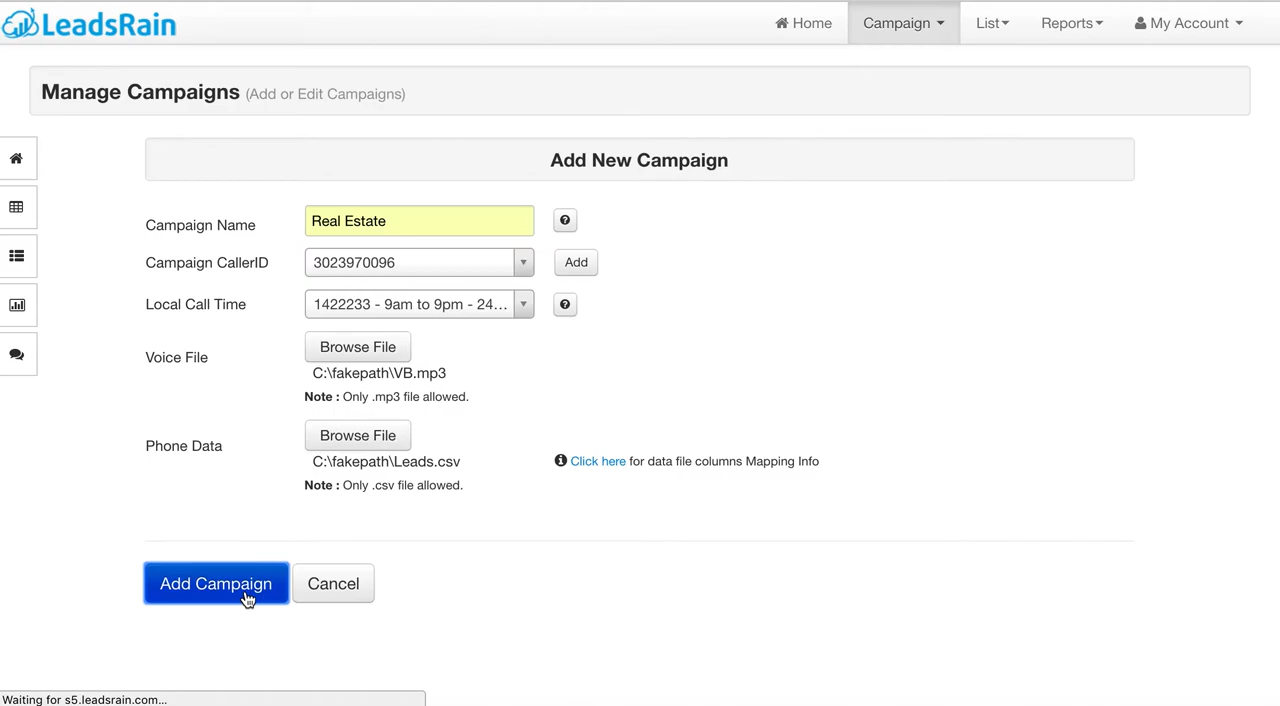 LeadsRain
Home Campaign List Reports My Account
Manage Campaigns (Add or Edit Campaigns)
Add New Campaign
Campaign Name Real Estate
Campaign CallerID 3023970096 Add
Local Call Time 1422233 - 9am to 9pm - 24...
Voice File Browse File
C:\fakepath\VB.mp3
Note : Only .mp3 file allowed.
Phone Data Browse File
C:\fakepath\Leads.csv Click here for data file columns Mapping Info
Note : Only .csv file allowed.
Add Campaign Cancel
Waiting for s5.leadsrain.com...